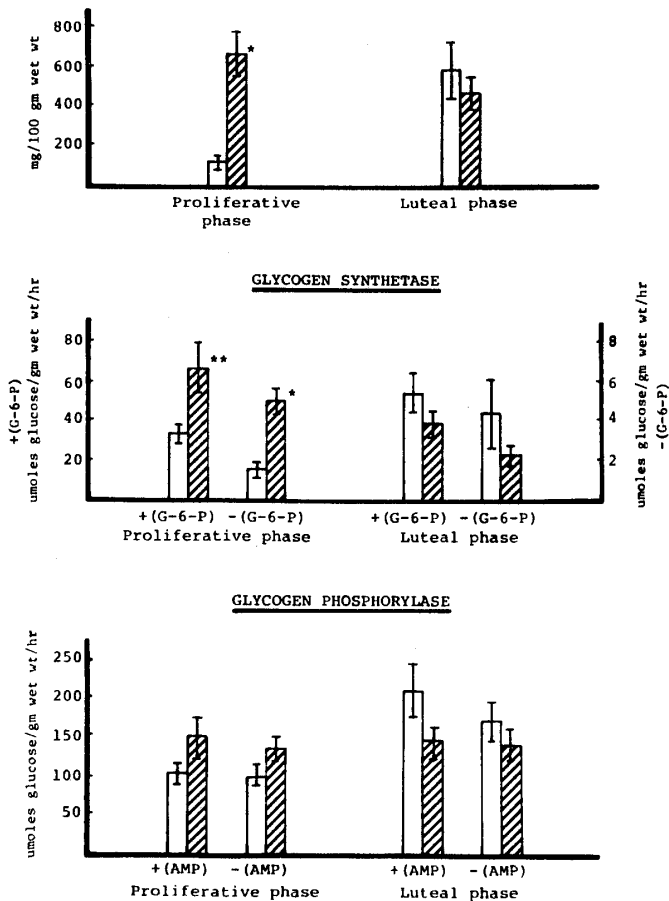 mg/100 gm wet wt
800
600
400
200
*
Proliferative
phase
Luteal phase
GLYCOGEN SYNTHETASE
+(G-6-P)
umoles glucose/gm wet wt/hr
80
60
40
20
**
*
8
6
4
2
umoles glucose/gm wet wt/hr
-(G-6-P)
+(G-6-P) -(G-6-P)
Proliferative phase
+(G-6-P) -(G-6-P)
Luteal phase
GLYCOGEN PHOSPHORYLASE
umoles glucose/gm wet wt/hr
250
200
150
100
50
+(AMP) -(AMP)
Proliferative phase
+(AMP) -(AMP)
Luteal phase